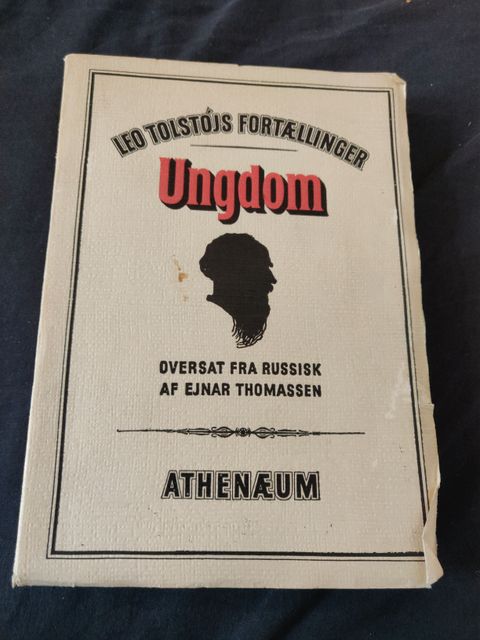 LEO TOLSTÓJS FORTÆLLINGER
Ungdom
OVERSAT FRA RUSSISK
AF EJNAR THOMASSEN
ATHENÆUM